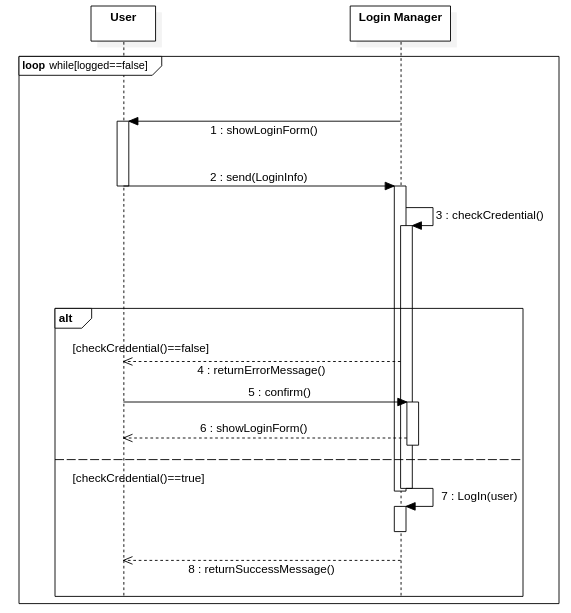 User
Login Manager
loop while[logged==false]
1 : showLoginForm()
2 : send(LoginInfo)
3 : checkCredential()
alt
[checkCredential()==false]
4 : returnErrorMessage()
5 : confirm()
6 : showLoginForm()
[checkCredential()==true]
7 : LogIn(user)
8 : returnSuccessMessage()